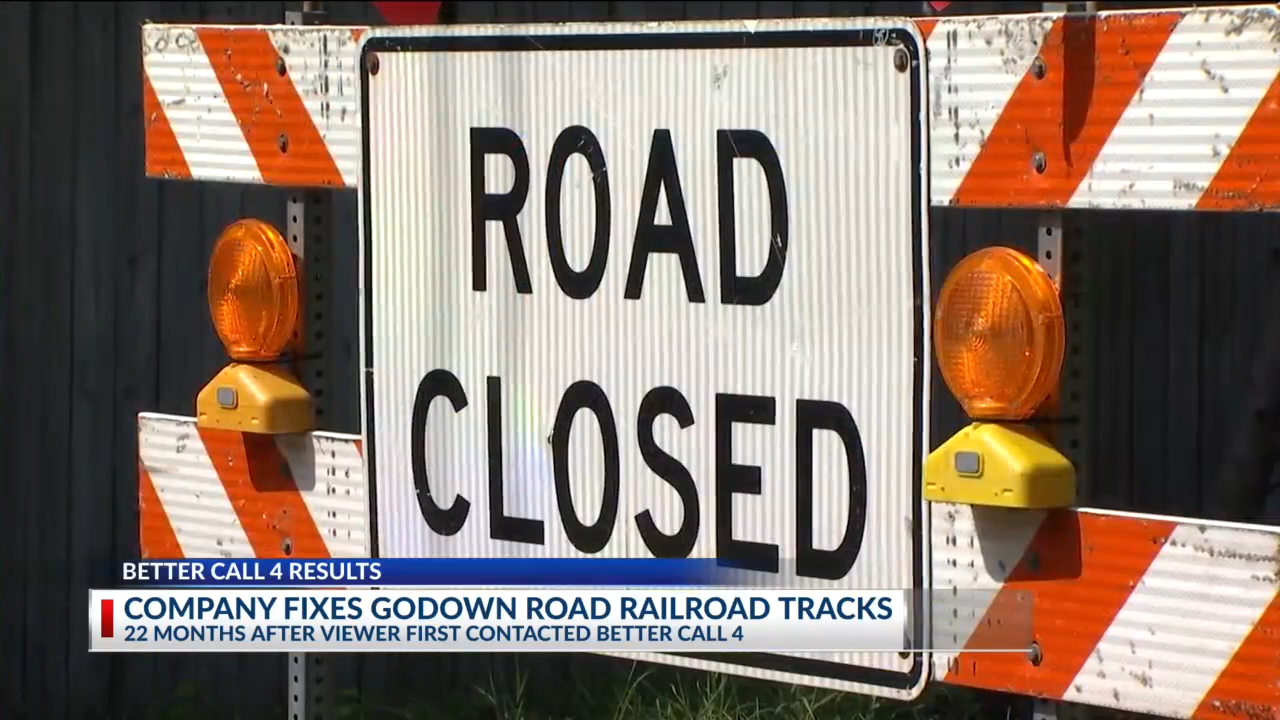 ROAD
CLOSED
BETTER CALL 4 RESULTS
COMPANY FIXES GODOWN ROAD RAILROAD TRACKS
22 MONTHS AFTER VIEWER FIRST CONTACTED BETTER CALL 4